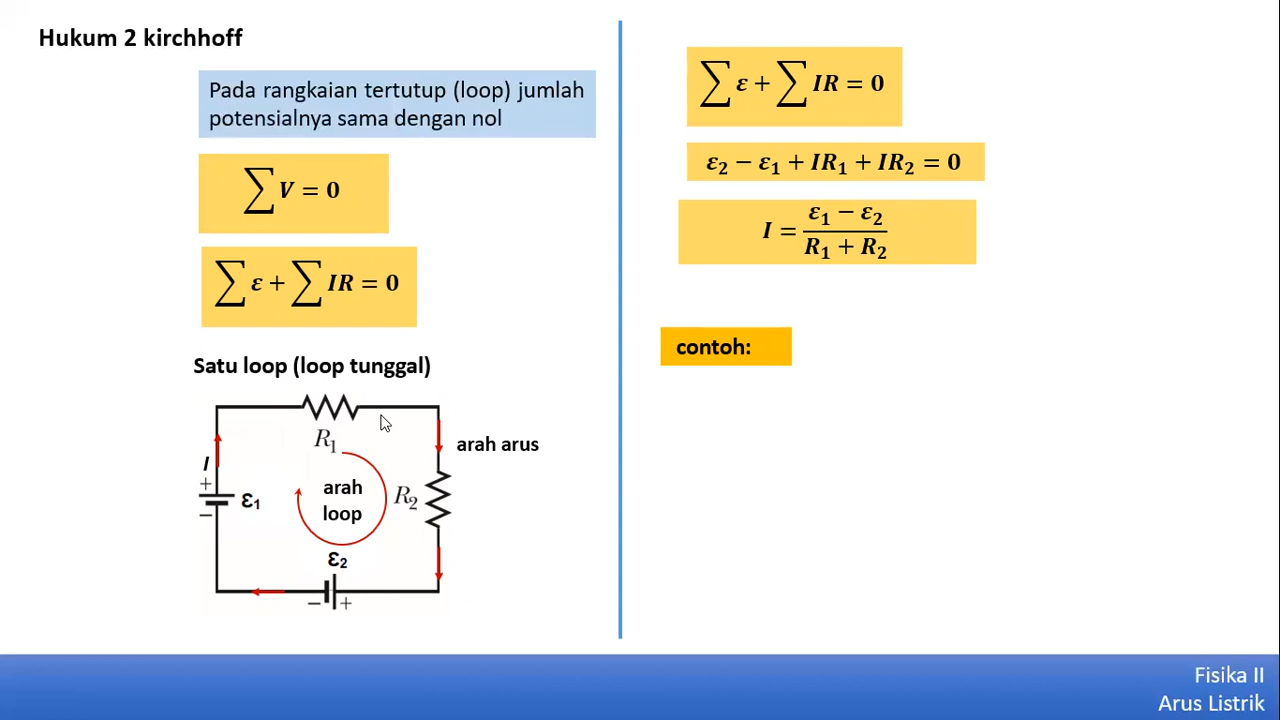 Hukum 2 kirchhoff
Pada rangkaian tertutup (loop) jumlah
potensialnya sama dengan nol
∑ V = 0
∑ ε + ∑ IR = 0
Satu loop (loop tunggal)
R₁
arah arus
I
+
ε₁
−
arah
loop
R₂
ε₂
− +
∑ ε + ∑ IR = 0
ε₂ − ε₁ + IR₁ + IR₂ = 0
I = (ε₁ − ε₂) / (R₁ + R₂)
contoh:
Fisika II
Arus Listrik